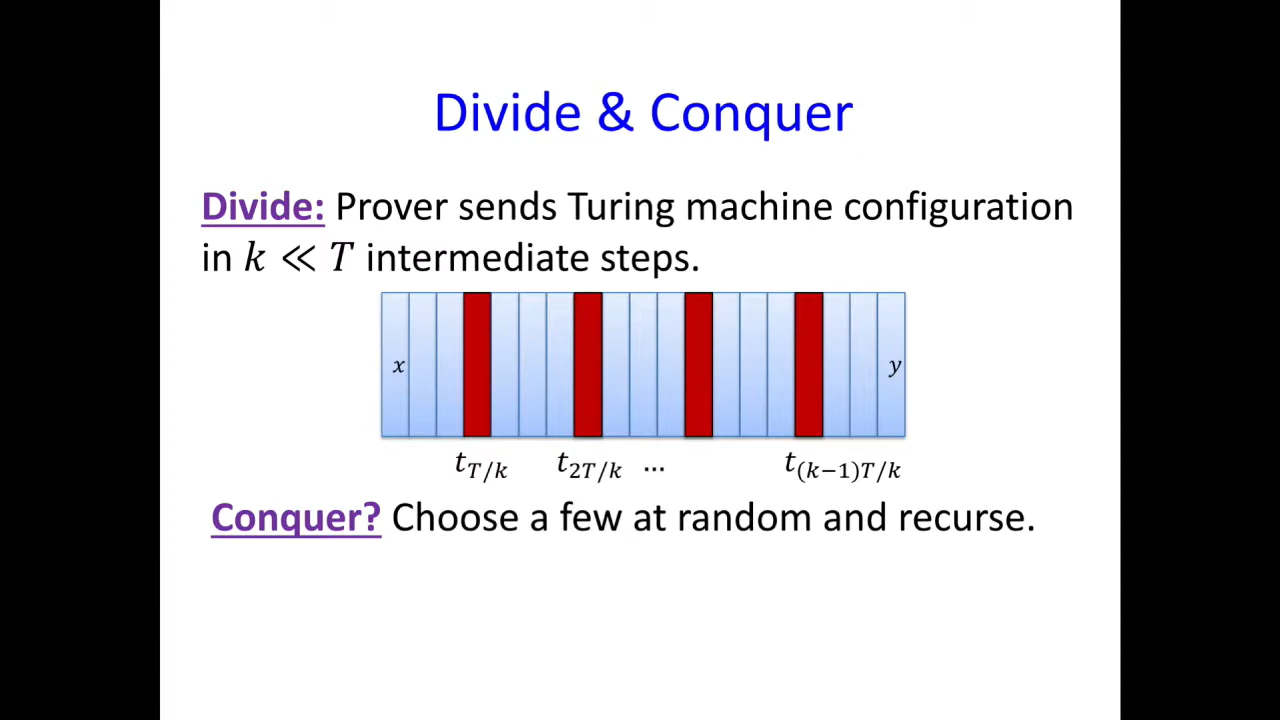 Divide & Conquer
Divide: Prover sends Turing machine configuration
in k ≪ T intermediate steps.
x y
t_{T/k} t_{2T/k} ... t_{(k−1)T/k}
Conquer? Choose a few at random and recurse.